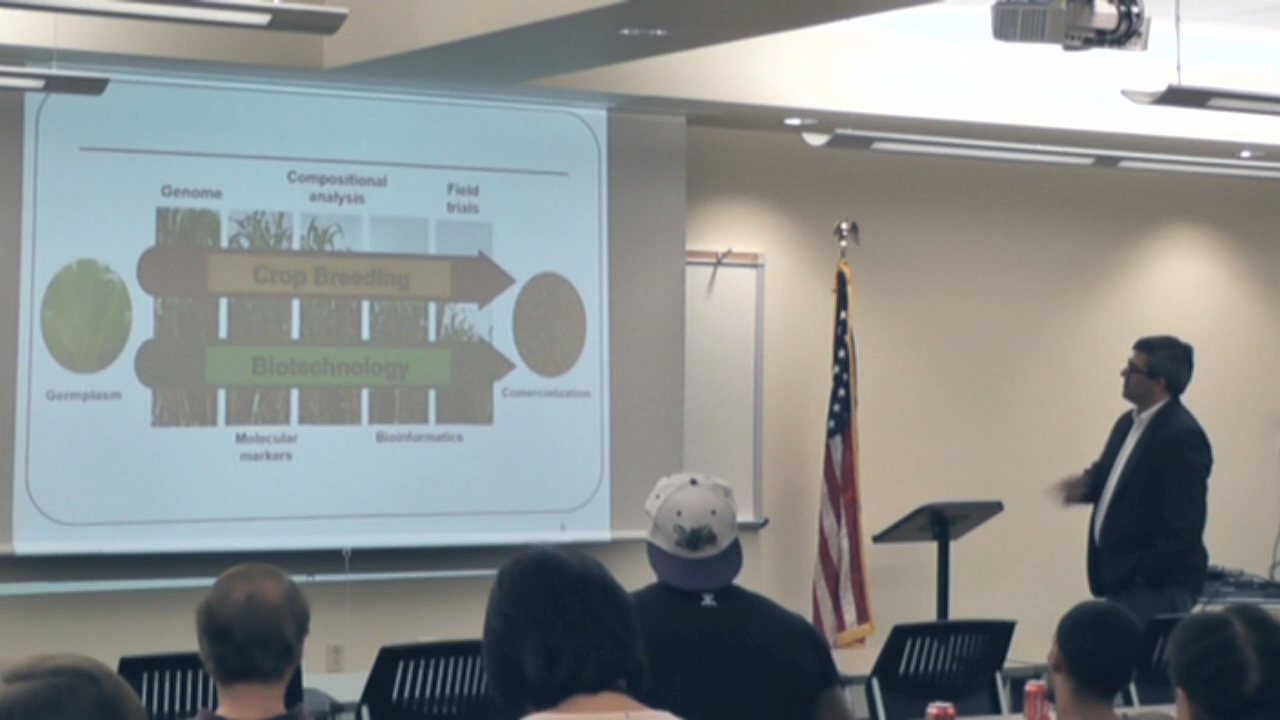 Genome
Compositional
analysis
Field
trials
Crop Breeding
Biotechnology
Germplasm
Comercialization
Molecular
markers
Bioinformatics